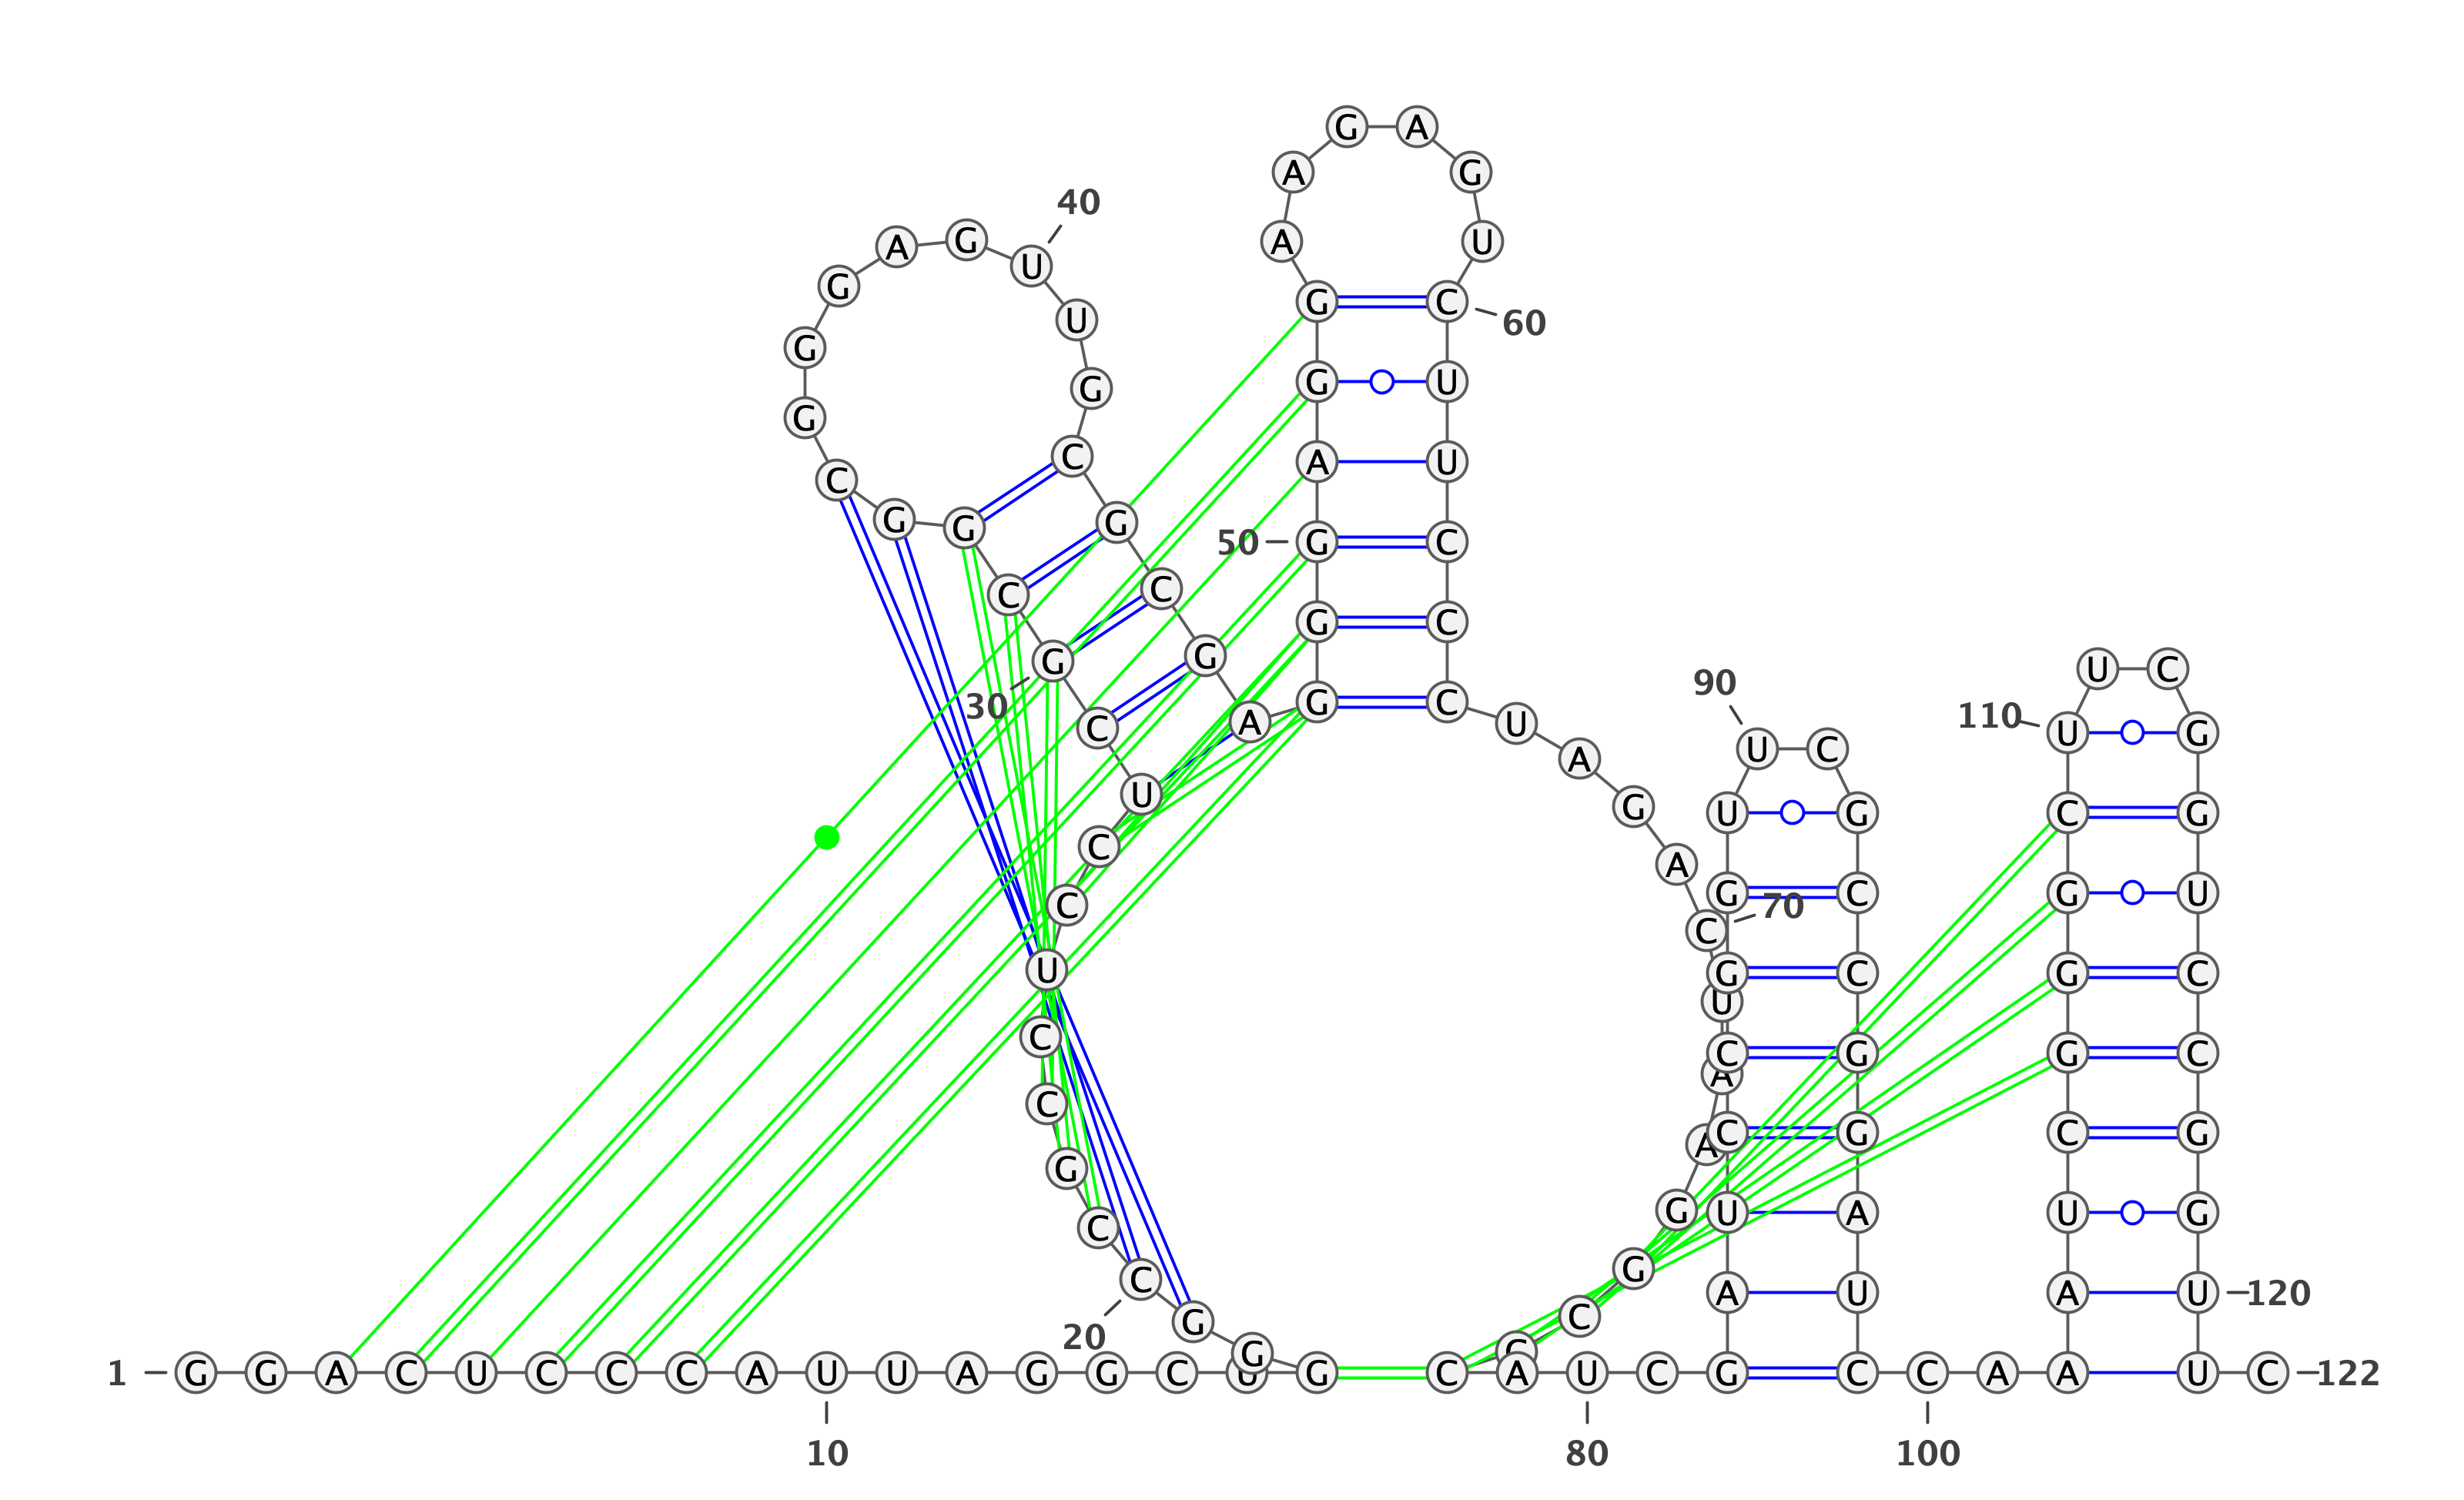 G A
A G
40
A G A U
U
G G C
U 60
G
G G U
G
C A U
C
G G G 50 G C
C C
G C
G G U C
90
30 G C 110
C A U U G
A U C
U G U G C G
C
A
C G C G U 70
C
U G C G C
U
C C G G C
A
C
A C G C G
G
G U A U G
C
G
C A U A U 120
C
G
20
G
1 G G A C U C C C A U U A G G C U G C A U C G C C A A U C 122
10 80 100